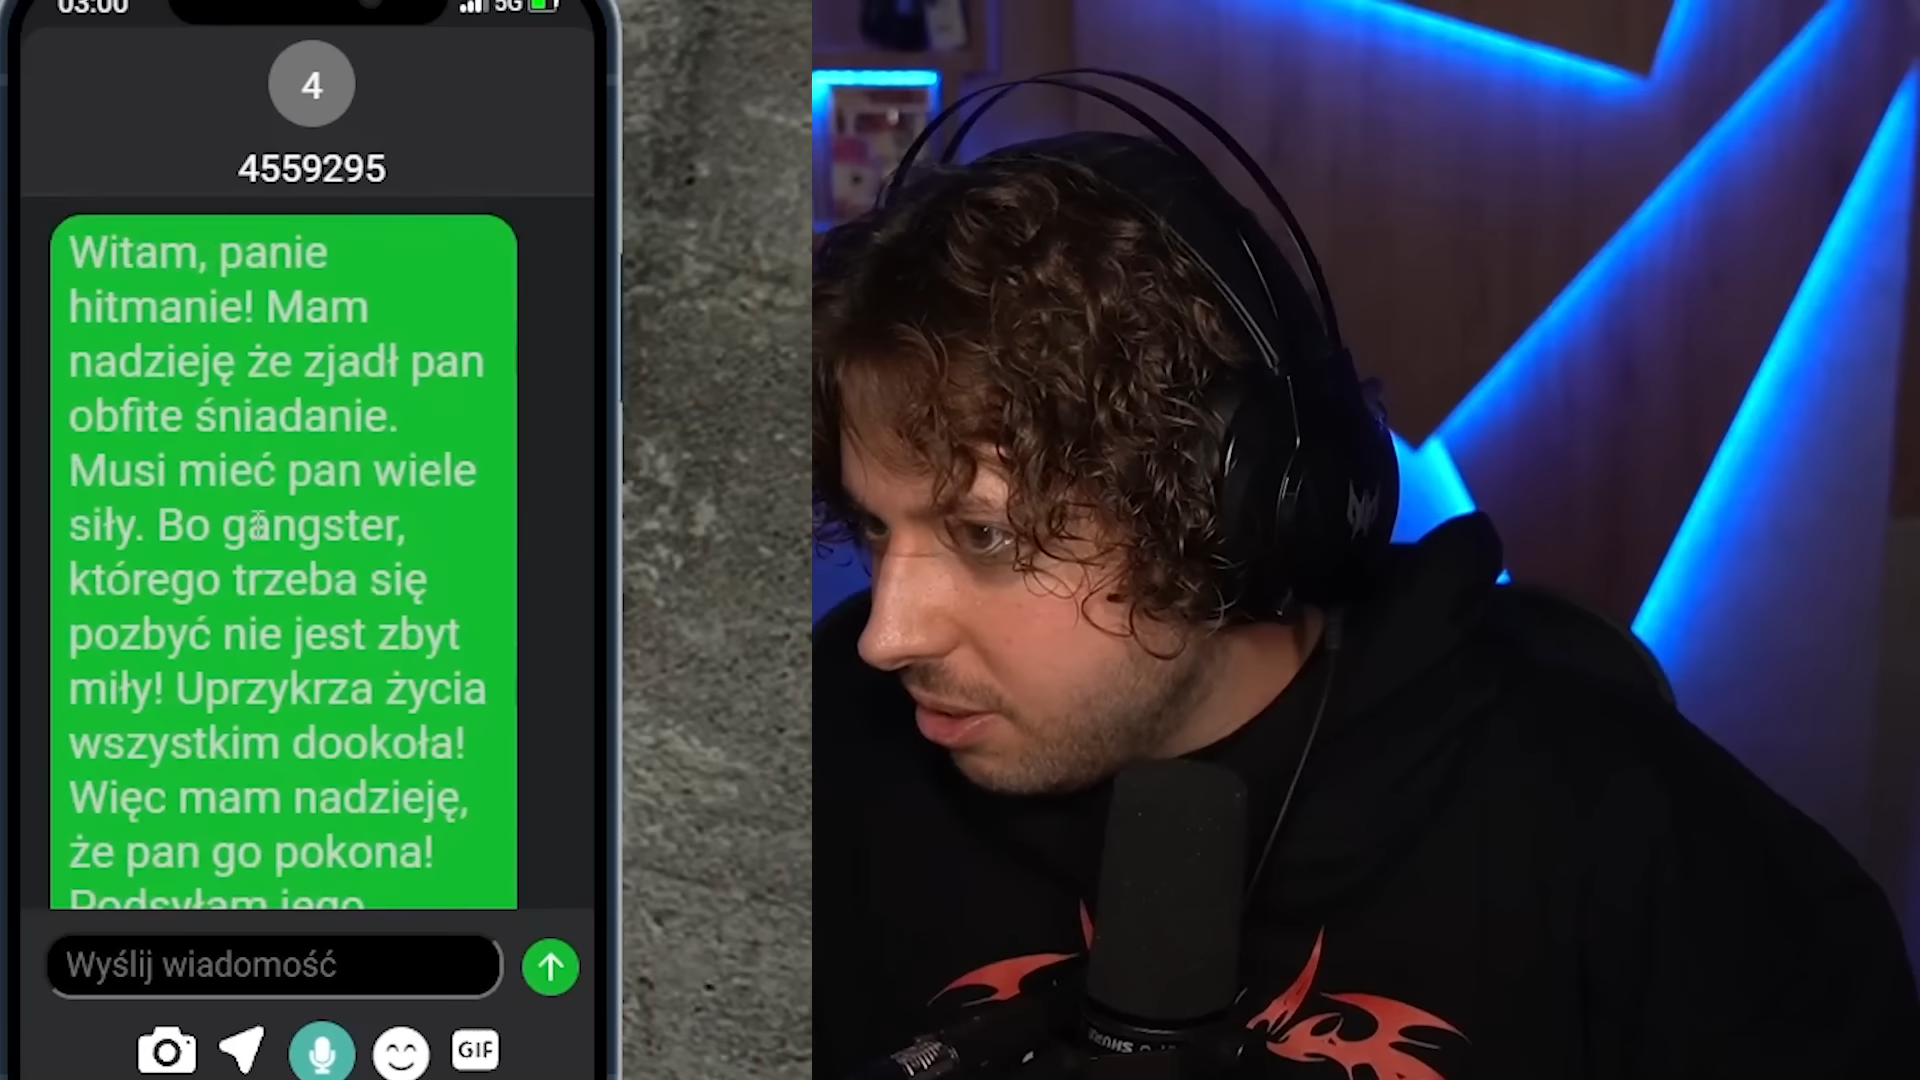 03:00
5G
4
4559295
Witam, panie
hitmanie! Mam
nadzieję że zjadł pan
obfite śniadanie.
Musi mieć pan wiele
siły. Bo gangster,
którego trzeba się
pozbyć nie jest zbyt
miły! Uprzykrza życia
wszystkim dookoła!
Więc mam nadzieję,
że pan go pokona!
Podsyłam jego
Wyślij wiadomość
GIF